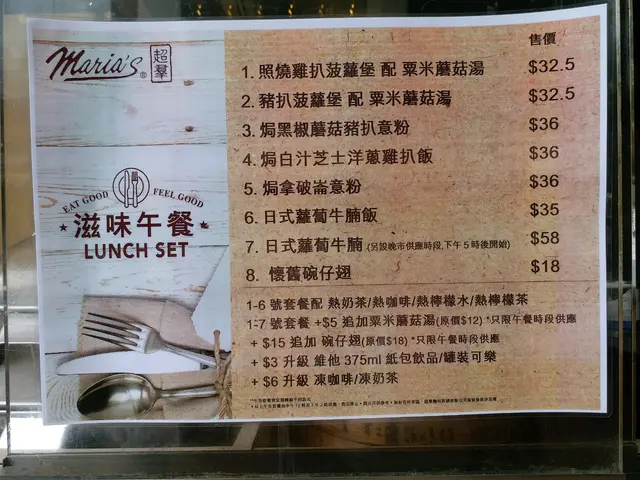 Maria's® 超羣
EAT GOOD FEEL GOOD
滋味午餐
LUNCH SET
售價
1. 照燒雞扒菠蘿堡 配 粟米蘑菇湯 $32.5
2. 豬扒菠蘿堡 配 粟米蘑菇湯 $32.5
3. 焗黑椒蘑菇豬扒意粉 $36
4. 焗白汁芝士洋蔥雞扒飯 $36
5. 焗拿破崙意粉 $36
6. 日式蘿蔔牛腩飯 $35
7. 日式蘿蔔牛腩 (另設晚市供應時段,下午5時後開始) $58
8. 懷舊碗仔翅 $18
1-6 號套餐配 熱奶茶/熱咖啡/熱檸檬水/熱檸檬茶
1-7 號套餐 +$5 追加粟米蘑菇湯(原價$12) *只限午餐時段供應
+ $15 追加 碗仔翅(原價$18) *只限午餐時段供應
+ $3 升級 維他 375ml 紙包飲品/罐裝可樂
+ $6 升級 凍咖啡/凍奶茶